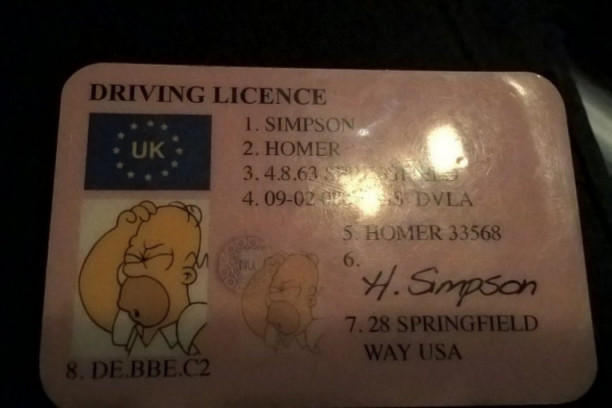 DRIVING LICENCE
UK
1. SIMPSON
2. HOMER
3. 4.8.63
4. 09-02 DVLA
5. HOMER 33568
6.
H. Simpson
7. 28 SPRINGFIELD
WAY USA
8. DE.BBE.C2